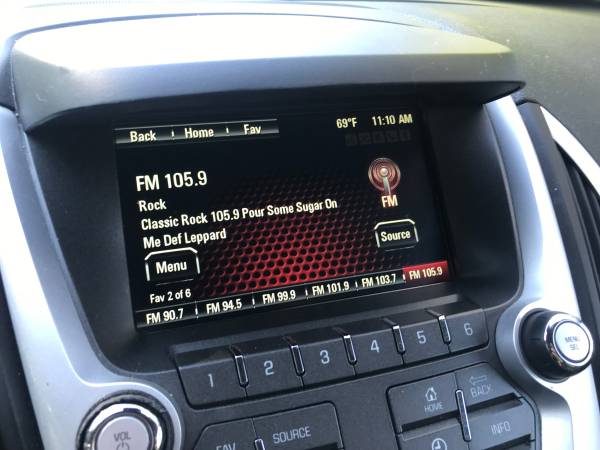 Back Home Fav 69°F 11:10 AM
FM 105.9
Rock
Classic Rock 105.9 Pour Some Sugar On
Me Def Leppard
FM
Menu
Source
Fav 2 of 6
FM 90.7 FM 94.5 FM 99.9 FM 101.9 FM 103.7 FM 105.9
1 2 3 4 5 6
MENU
SEL
VOL
FAV
SOURCE
HOME
BACK
INFO